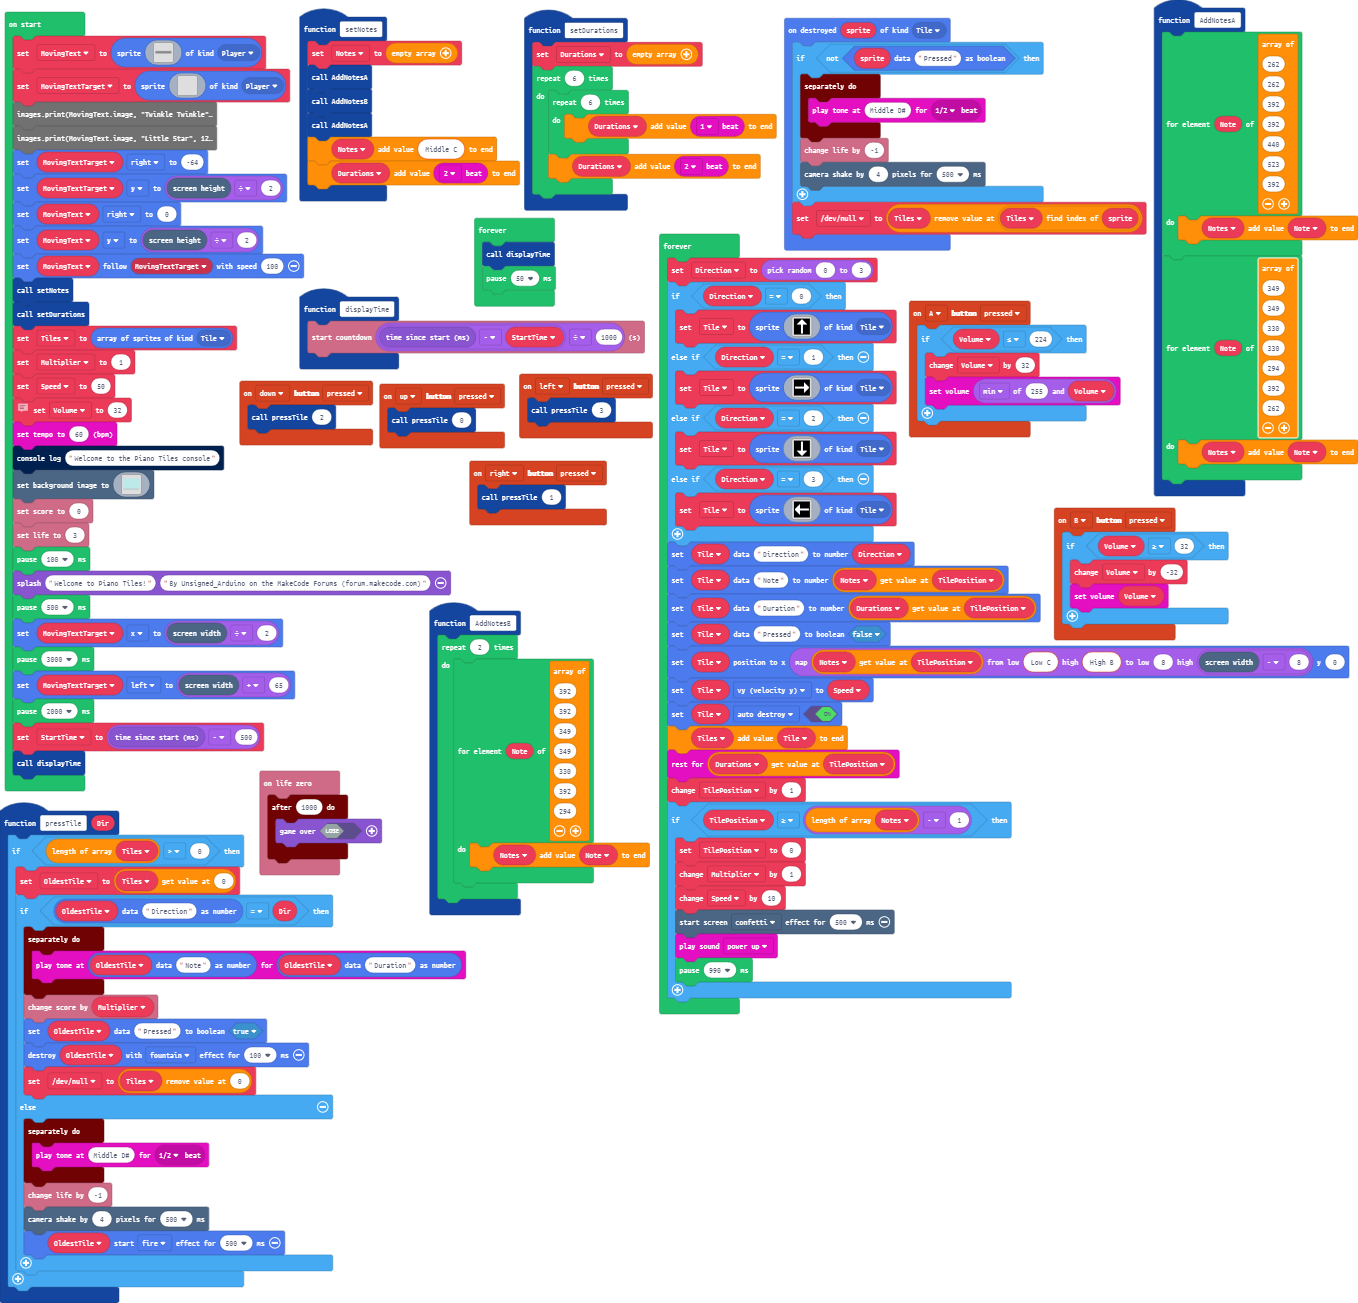 on start
set MovingText to sprite of kind Player
set MovingTextTarget to sprite of kind Player
images.print(MovingText.image, "Twinkle Twinkle"…
images.print(MovingText.image, "Little Star", 12…
set MovingTextTarget right to -64
set MovingTextTarget y to screen height ÷ 2
set MovingText right to 0
set MovingText y to screen height ÷ 2
set MovingText follow MovingTextTarget with speed 100
call setNotes
call setDurations
set Tiles to array of sprites of kind Tile
set Multiplier to 1
set Speed to 50
set Volume to 32
set tempo to 60 (bpm)
console log "Welcome to the Piano Tiles console"
set background image to
set score to 0
set life to 3
pause 100 ms
splash "Welcome to Piano Tiles!" "By Unsigned_Arduino on the MakeCode Forums (forum.makecode.com)"
pause 500 ms
set MovingTextTarget x to screen width ÷ 2
pause 3000 ms
set MovingTextTarget left to screen width + 65
pause 2000 ms
set StartTime to time since start (ms) - 500
call displayTime
function setNotes
set Notes to empty array
call AddNotesA
call AddNotesB
call AddNotesA
Notes add value Middle C to end
Durations add value 2 beat to end
function setDurations
set Durations to empty array
repeat 6 times
do
repeat 6 times
do
Durations add value 1 beat to end
Durations add value 2 beat to end
forever
call displayTime
pause 50 ms
function displayTime
start countdown time since start (ms) - StartTime ÷ 1000 (s)
on down button pressed
call pressTile 2
on up button pressed
call pressTile 0
on left button pressed
call pressTile 3
on right button pressed
call pressTile 1
on destroyed sprite of kind Tile
if not sprite data "Pressed" as boolean then
separately do
play tone at Middle D# for 1/2 beat
change life by -1
camera shake by 4 pixels for 500 ms
set /dev/null to Tiles remove value at Tiles find index of sprite
forever
set Direction to pick random 0 to 3
if Direction = 0 then
set Tile to sprite of kind Tile
else if Direction = 1 then
set Tile to sprite of kind Tile
else if Direction = 2 then
set Tile to sprite of kind Tile
else if Direction = 3 then
set Tile to sprite of kind Tile
set Tile data "Direction" to number Direction
set Tile data "Note" to number Notes get value at TilePosition
set Tile data "Duration" to number Durations get value at TilePosition
set Tile data "Pressed" to boolean false
set Tile position to x map Notes get value at TilePosition from low Low C high High B to low 8 high screen width - 8 y 0
set Tile vy (velocity y) to Speed
set Tile auto destroy ON
Tiles add value Tile to end
rest for Durations get value at TilePosition
change TilePosition by 1
if TilePosition ≥ length of array Notes - 1 then
set TilePosition to 0
change Multiplier by 1
change Speed by 10
start screen confetti effect for 500 ms
play sound power up
pause 990 ms
on A button pressed
if Volume ≤ 224 then
change Volume by 32
set volume min of 255 and Volume
on B button pressed
if Volume ≥ 32 then
change Volume by -32
set volume Volume
function AddNotesA
for element Note of
array of
262
262
392
392
440
523
392
do
Notes add value Note to end
for element Note of
array of
349
349
330
330
294
392
262
do
Notes add value Note to end
function AddNotesB
repeat 2 times
do
for element Note of
array of
392
392
349
349
330
392
294
do
Notes add value Note to end
on life zero
after 1000 do
game over LOSE
function pressTile Dir
if length of array Tiles > 0 then
set OldestTile to Tiles get value at 0
if OldestTile data "Direction" as number = Dir then
separately do
play tone at OldestTile data "Note" as number for OldestTile data "Duration" as number
change score by Multiplier
set OldestTile data "Pressed" to boolean true
destroy OldestTile with fountain effect for 100 ms
set /dev/null to Tiles remove value at 0
else
separately do
play tone at Middle D# for 1/2 beat
change life by -1
camera shake by 4 pixels for 500 ms
OldestTile start fire effect for 500 ms